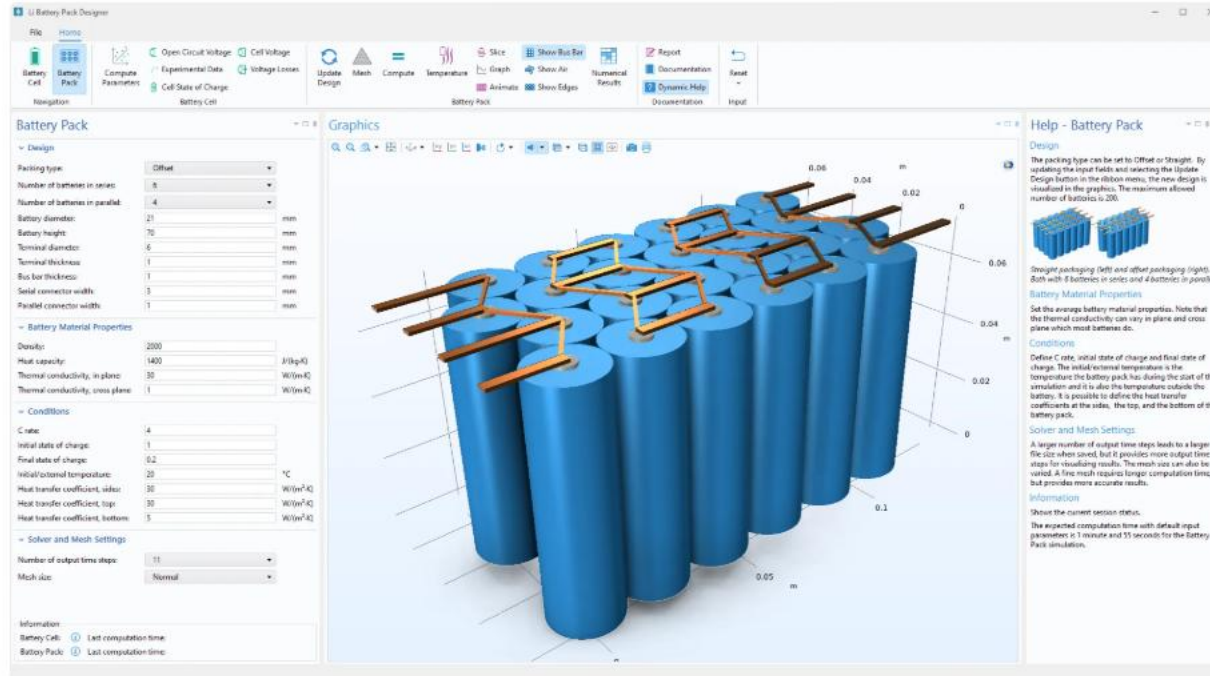 Li Battery Pack Designer
File Home
Battery Cell
Battery Pack
Navigation
Compute Parameters
Open Circuit Voltage
Experimental Data
Cell State of Charge
Cell Voltage
Voltage Losses
Battery Cell
Update Design
Mesh
Compute
Temperature
Slice
Graph
Animate
Show Bus Bar
Show Air
Show Edges
Numerical Results
Battery Pack
Report
Documentation
Dynamic Help
Documentation
Reset
Input
Battery Pack
Design
Packing type: Offset
Number of batteries in series: 6
Number of batteries in parallel: 4
Battery diameter: 21 mm
Battery height: 70 mm
Terminal diameter: 6 mm
Terminal thickness: 1 mm
Bus bar thickness: 1 mm
Serial connector width: 3 mm
Parallel connector width: 1 mm
Battery Material Properties
Density: 2000
Heat capacity: 1400 J/(kg·K)
Thermal conductivity, in plane: 30 W/(m·K)
Thermal conductivity, cross plane: 1 W/(m·K)
Conditions
C rate: 4
Initial state of charge: 1
Final state of charge: 0.2
Initial/external temperature: 20 °C
Heat transfer coefficient, sides: 30 W/(m²·K)
Heat transfer coefficient, top: 30 W/(m²·K)
Heat transfer coefficient, bottom: 5 W/(m²·K)
Solver and Mesh Settings
Number of output time steps: 11
Mesh size: Normal
Information
Battery Cell: Last computation time:
Battery Pack: Last computation time:
Graphics
0.06
m
0.04
0.02
0
0.06
0.04
m
0.02
0
0.1
0.05
m
0
Help - Battery Pack
Design
The packing type can be set to Offset or Straight. By
updating the input fields and selecting the Update
Design button in the ribbon menu, the new design is
visualized in the graphics. The maximum allowed
number of batteries is 200.
Straight packaging (left) and offset packaging (right).
Both with 6 batteries in series and 4 batteries in
Battery Material Properties
Set the average battery material properties. Note that
the thermal conductivity can vary in plane and cross
plane which most batteries do.
Conditions
Define C rate, initial state of charge and final state of
charge. The initial/external temperature is the
temperature the battery pack has during the start of
simulation and it is also the temperature outside the
battery. It is possible to define the heat transfer
coefficients at the sides, the top, and the bottom of
battery pack.
Solver and Mesh Settings
A larger number of output time steps leads to a larger
file size when saved, but it provides more output time
steps for visualizing results. The mesh size can also be
varied. A fine mesh requires longer computation time,
but provides more accurate results.
Information
Shows the current session status.
The expected computation time with default input
parameters is 1 minute and 55 seconds for the Battery
Pack simulation.